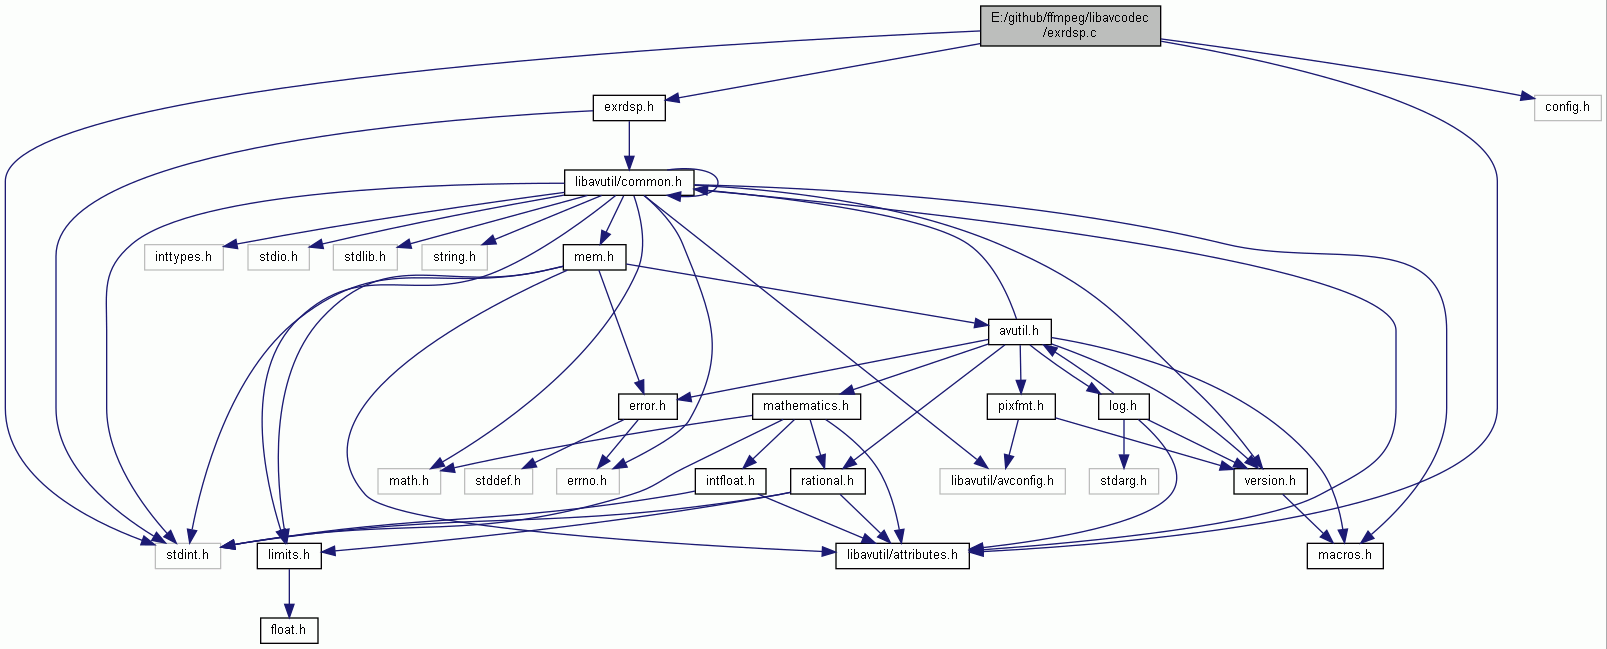 E:/github/ffmpeg/libavcodec
/exrdsp.c
exrdsp.h
config.h
libavutil/common.h
inttypes.h
stdio.h
stdlib.h
string.h
mem.h
avutil.h
error.h
mathematics.h
pixfmt.h
log.h
math.h
stddef.h
errno.h
intfloat.h
rational.h
libavutil/avconfig.h
stdarg.h
version.h
stdint.h
limits.h
libavutil/attributes.h
macros.h
float.h